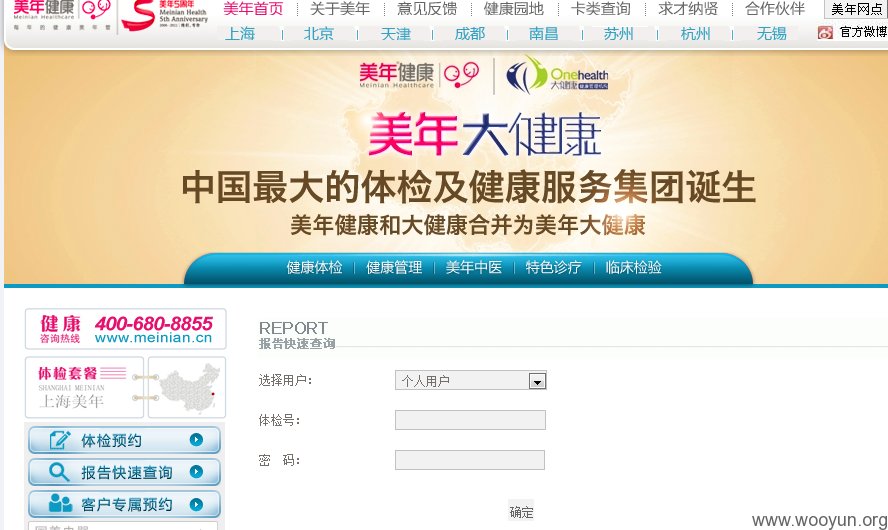 美年健康
Meinian Healthcare
美年5周年
Meinian Health
5th Anniversary
美年首页 关于美年 意见反馈 健康园地 卡类查询 求才纳贤 合作伙伴 美年网点
上海 北京 天津 成都 南昌 苏州 杭州 无锡 官方微博
美年健康 Meinian Healthcare Onehealth 大健康
美年大健康
中国最大的体检及健康服务集团诞生
美年健康和大健康合并为美年大健康
健康体检 健康管理 美年中医 特色诊疗 临床检验
健康 400-680-8855
咨询热线 www.meinian.cn
体检套餐
SHANGHAI MEINIAN
上海美年
体检预约
报告快速查询
客户专属预约
REPORT
报告快速查询
选择用户: 个人用户
体检号:
密 码:
确定
www.wooyun.org